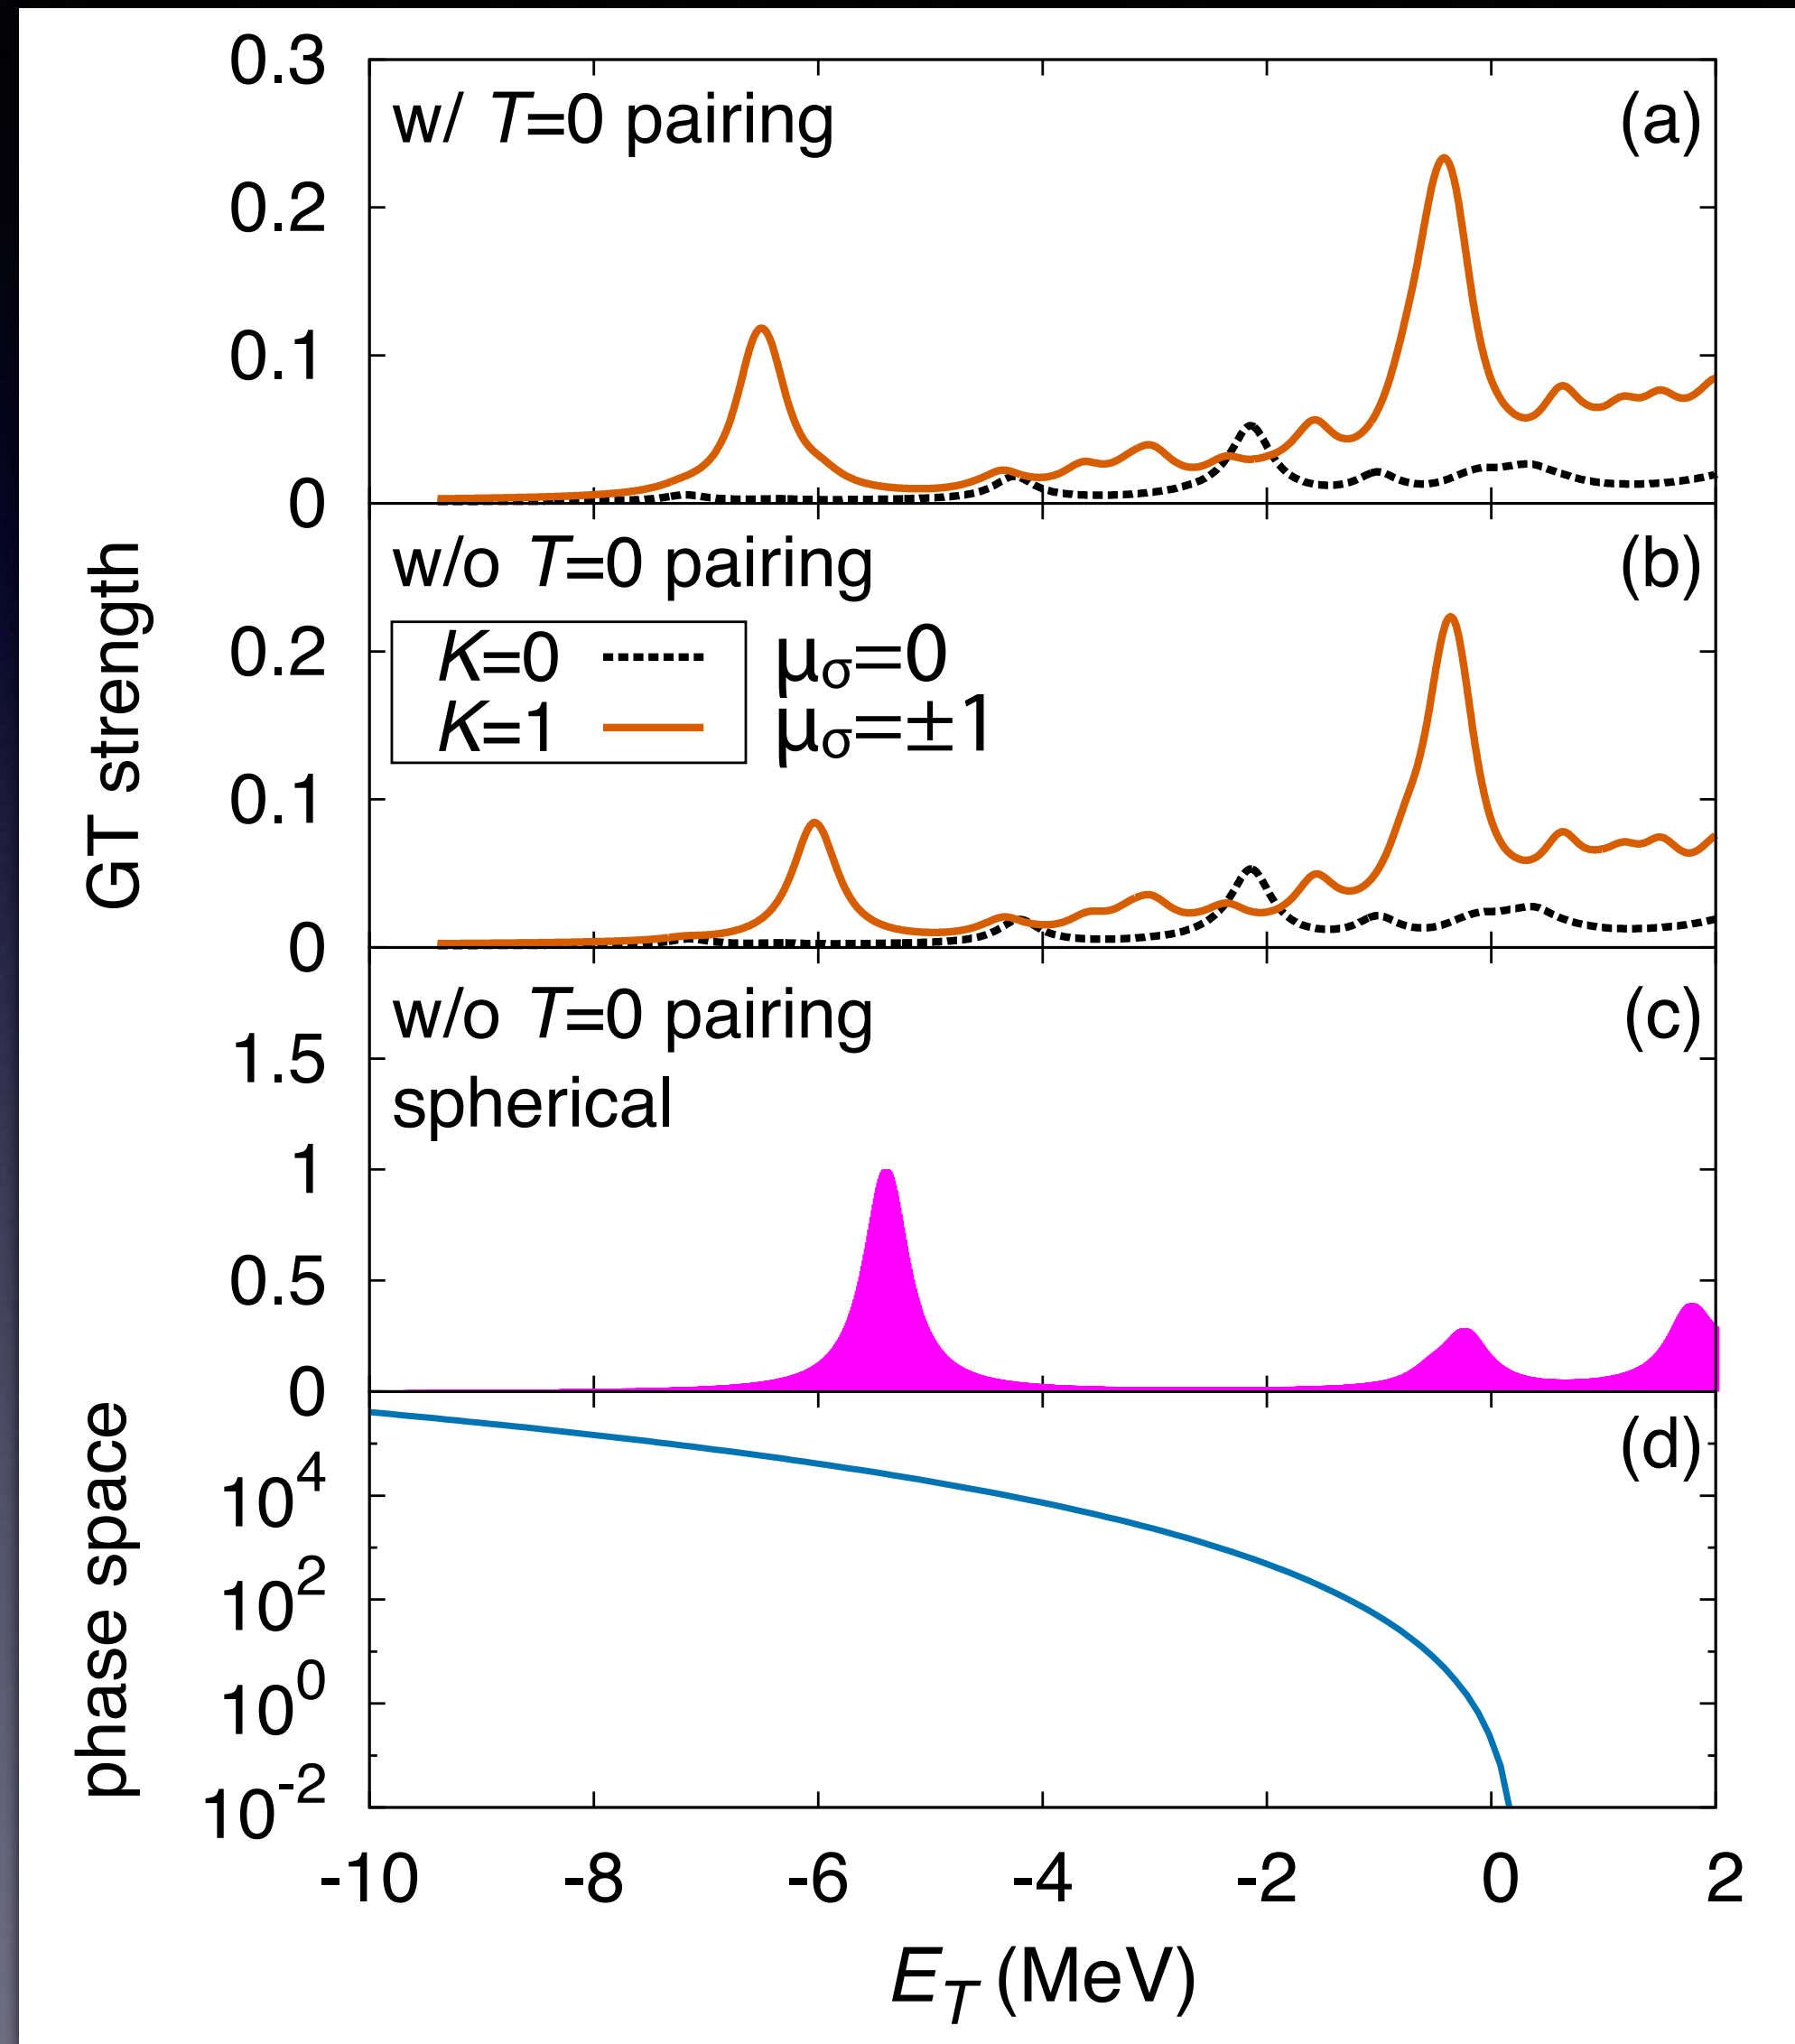 0.3
w/ T=0 pairing (a)
0.2
0.1
0
GT strength
w/o T=0 pairing (b)
0.2
K=0 μσ=0
K=1 μσ=±1
0.1
0
w/o T=0 pairing (c)
1.5
spherical
1
0.5
0
phase space
(d)
10^4
10^2
10^0
10^-2
-10 -8 -6 -4 -2 0 2
E_T (MeV)